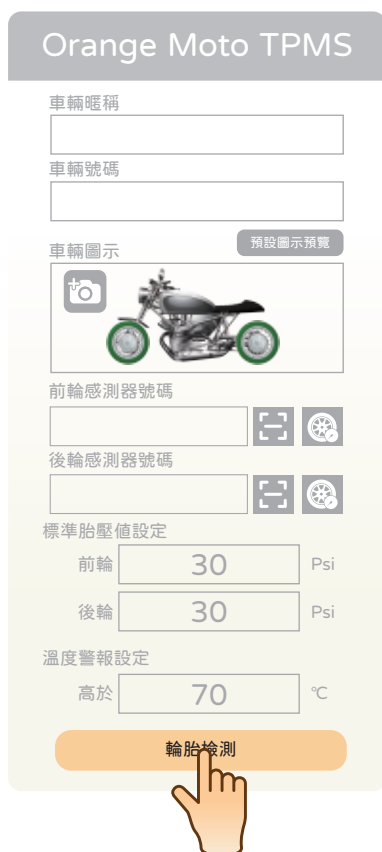 Orange Moto TPMS
車輛暱稱
車輛號碼
車輛圖示 預設圖示預覽
前輪感測器號碼
後輪感測器號碼
標準胎壓值設定
前輪 30 Psi
後輪 30 Psi
溫度警報設定
高於 70 ℃
輪胎檢測